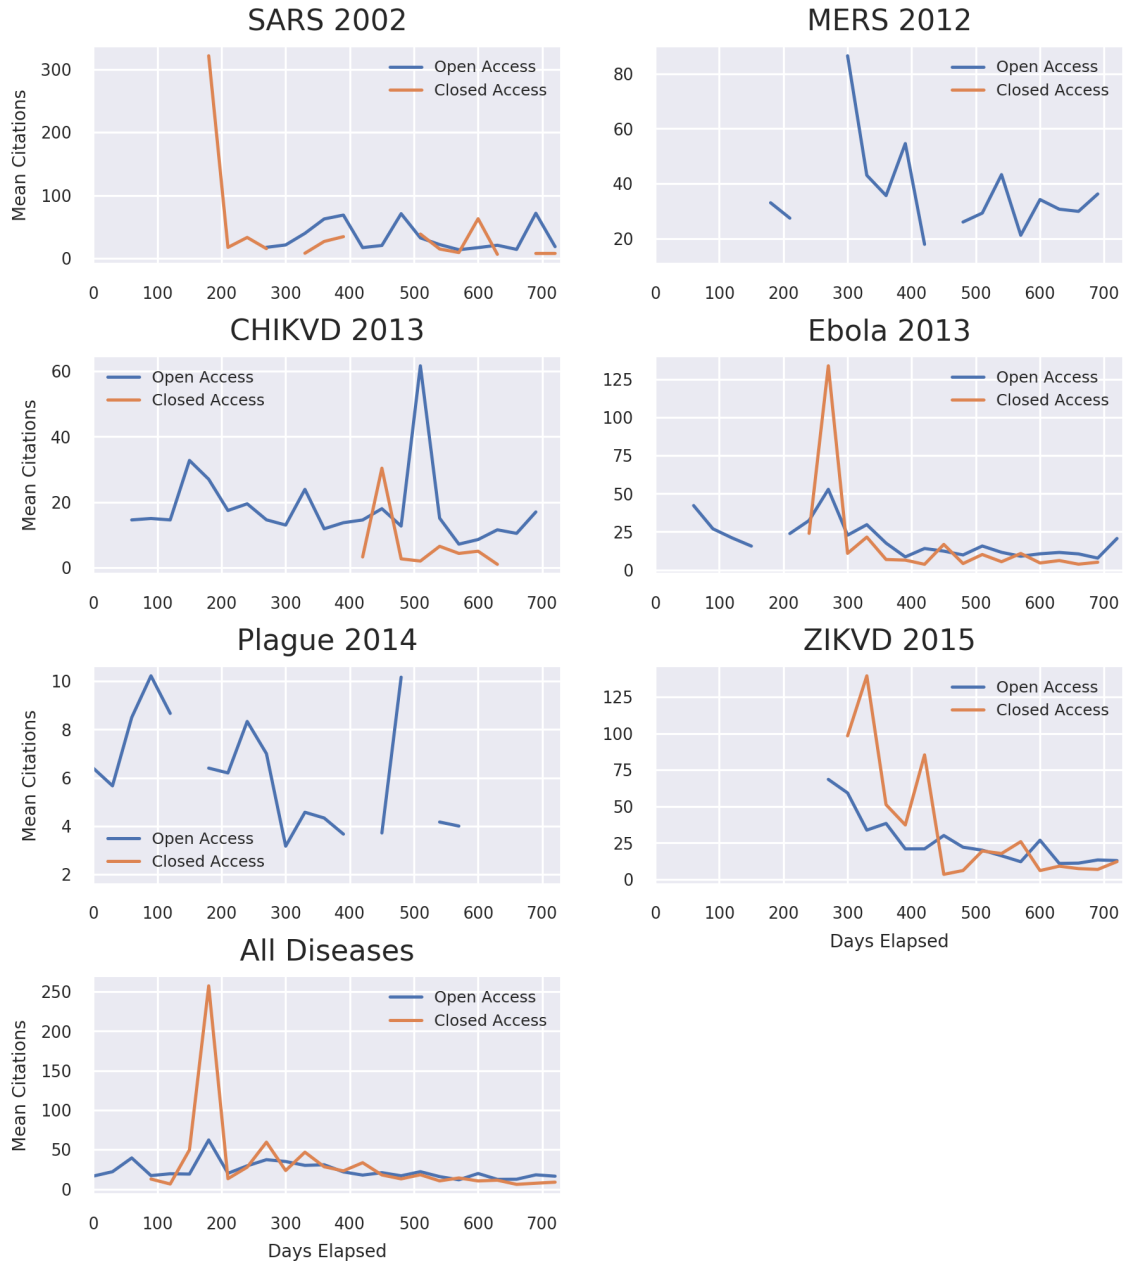 SARS 2002
Mean Citations
300
200
100
0
Open Access
Closed Access
0 100 200 300 400 500 600 700
MERS 2012
80
60
40
20
Open Access
Closed Access
0 100 200 300 400 500 600 700
CHIKVD 2013
Mean Citations
60
40
20
0
Open Access
Closed Access
0 100 200 300 400 500 600 700
Ebola 2013
125
100
75
50
25
0
Open Access
Closed Access
0 100 200 300 400 500 600 700
Plague 2014
Mean Citations
10
8
6
4
2
Open Access
Closed Access
0 100 200 300 400 500 600 700
ZIKVD 2015
125
100
75
50
25
0
Open Access
Closed Access
0 100 200 300 400 500 600 700
Days Elapsed
All Diseases
Mean Citations
250
200
150
100
50
0
Open Access
Closed Access
0 100 200 300 400 500 600 700
Days Elapsed